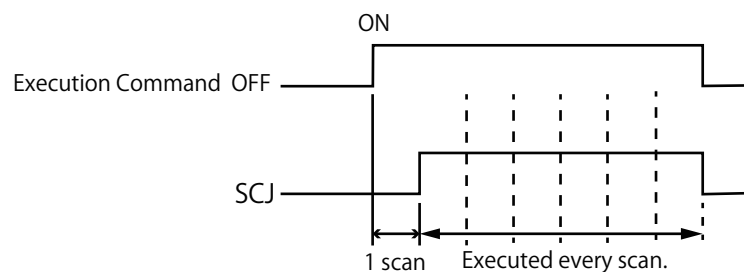 ON
Execution Command OFF
SCJ
1 scan
Executed every scan.